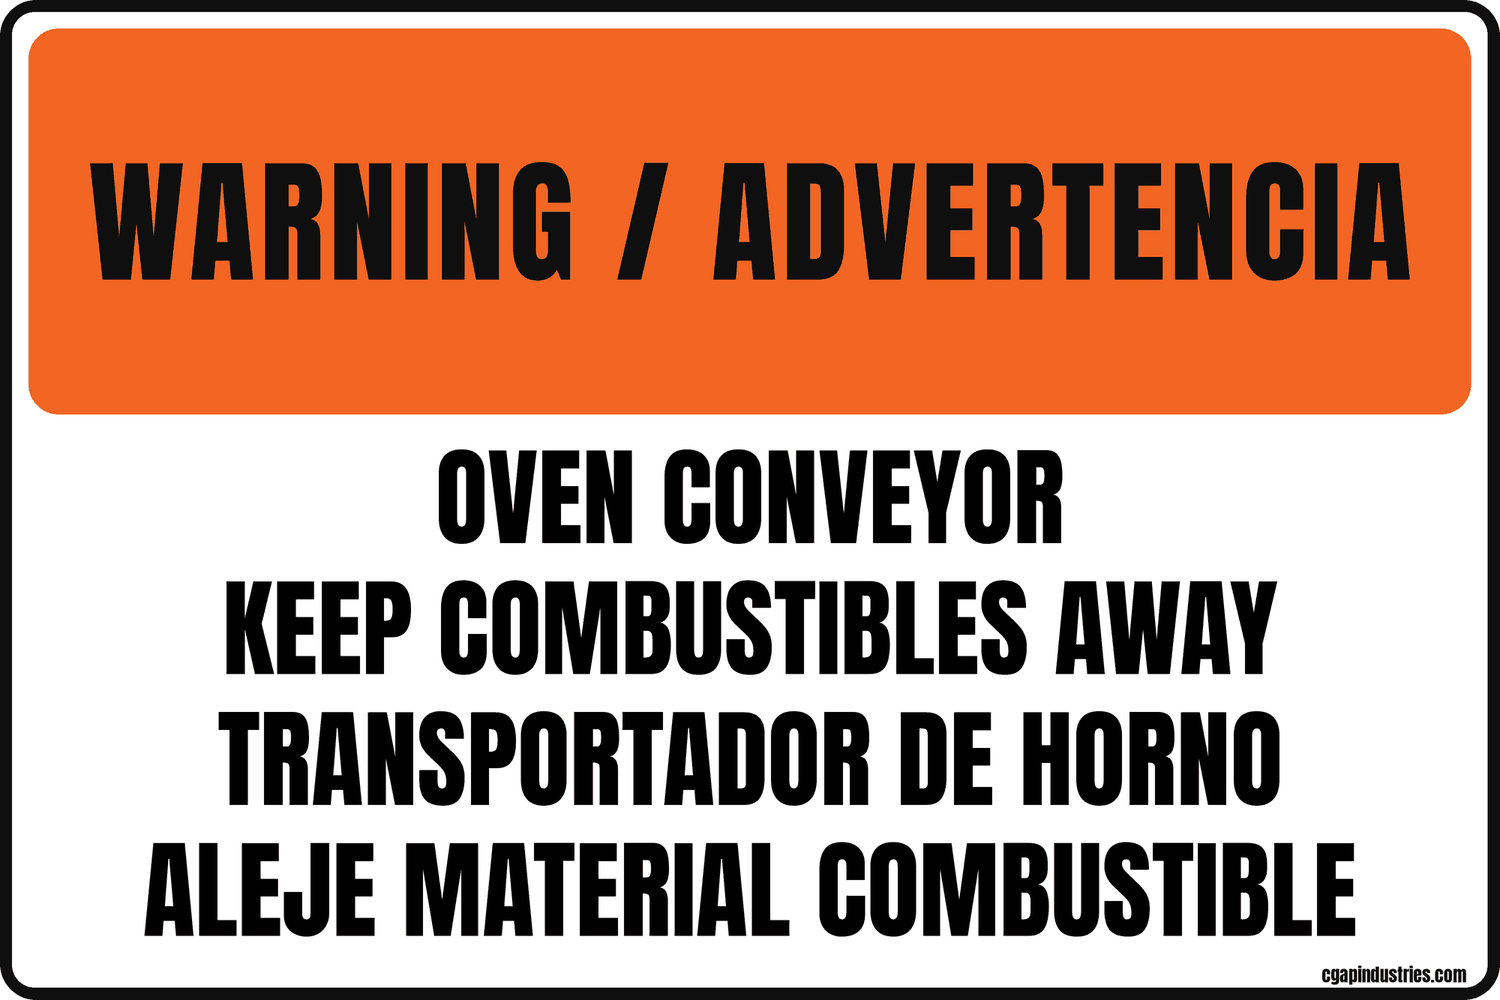 WARNING / ADVERTENCIA
OVEN CONVEYOR
KEEP COMBUSTIBLES AWAY
TRANSPORTADOR DE HORNO
ALEJE MATERIAL COMBUSTIBLE
cgapindustries.com